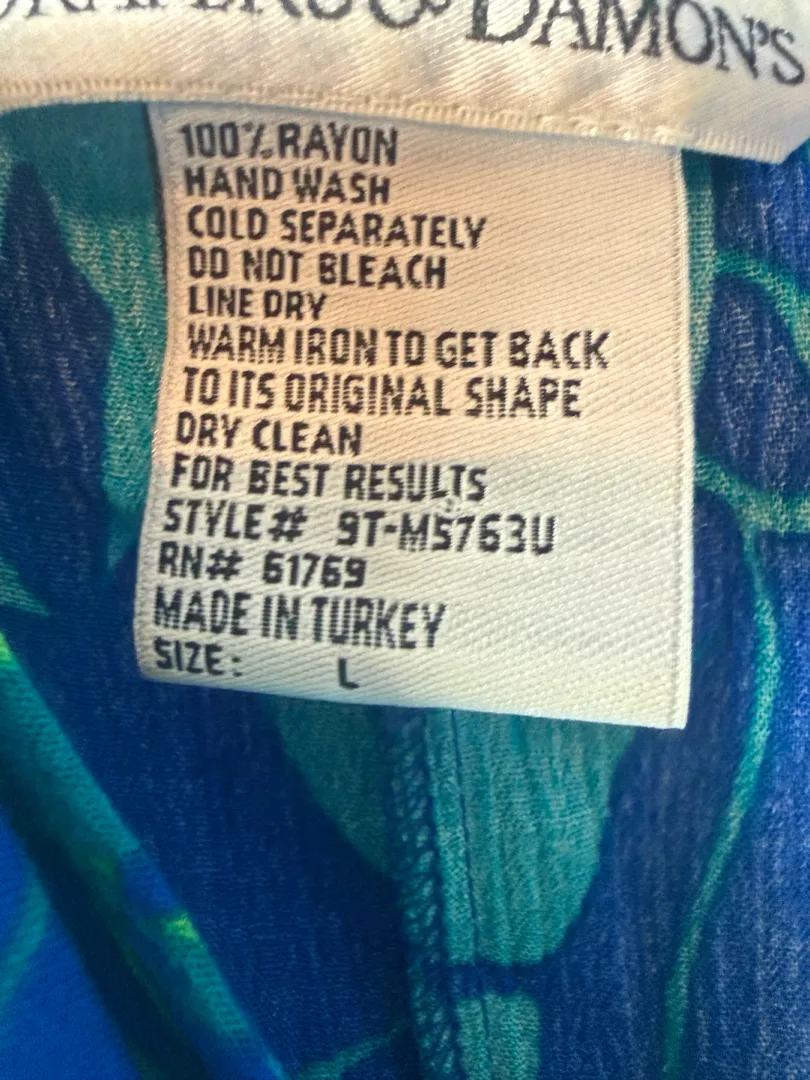 DRAPERS & DAMON'S
100% RAYON
HAND WASH
COLD SEPARATELY
DO NOT BLEACH
LINE DRY
WARM IRON TO GET BACK
TO ITS ORIGINAL SHAPE
DRY CLEAN
FOR BEST RESULTS
STYLE# 9T-M5763U
RN# 61769
MADE IN TURKEY
SIZE: L